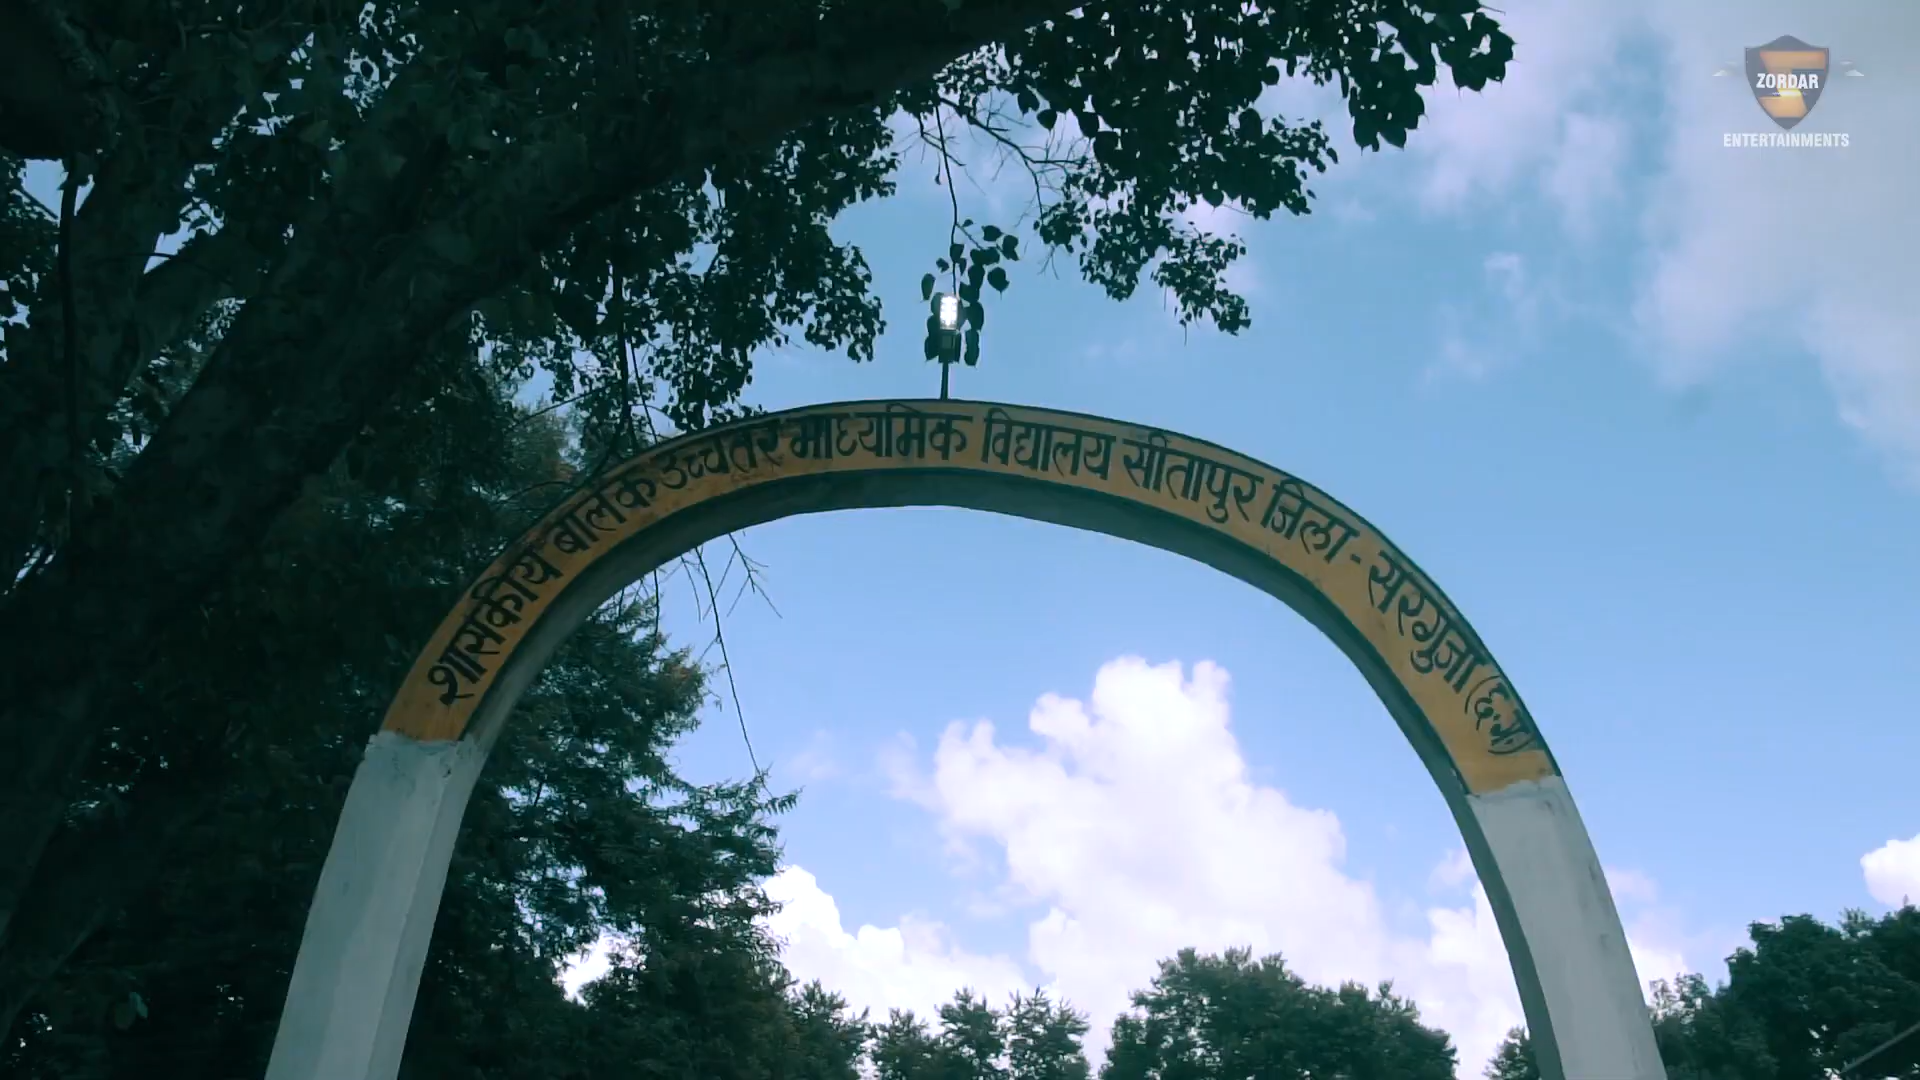 शासकीय बालक उच्चतर माध्यमिक विद्यालय सीतापुर जिला - सरगुजा (छ.ग.)
ZORDAR
ENTERTAINMENTS